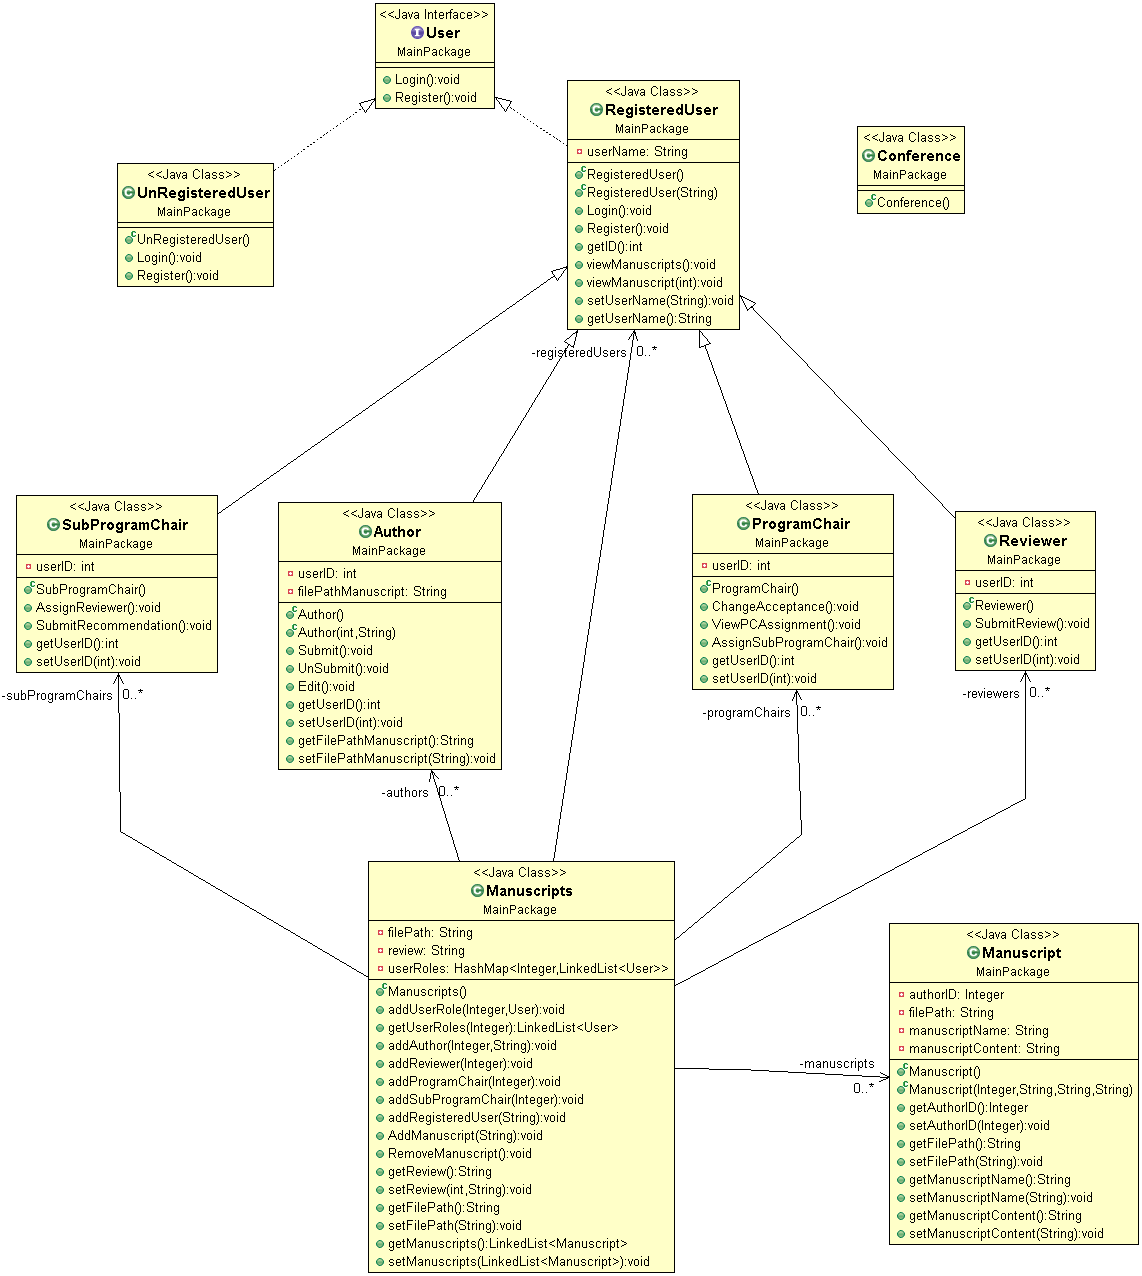 <<Java Interface>>
User
MainPackage
Login():void
Register():void
<<Java Class>>
RegisteredUser
MainPackage
userName: String
RegisteredUser()
RegisteredUser(String)
Login():void
Register():void
getID():int
viewManuscripts():void
viewManuscript(int):void
setUserName(String):void
getUserName():String
<<Java Class>>
Conference
MainPackage
Conference()
<<Java Class>>
UnRegisteredUser
MainPackage
UnRegisteredUser()
Login():void
Register():void
-registeredUsers 0..*
<<Java Class>>
SubProgramChair
MainPackage
userID: int
SubProgramChair()
AssignReviewer():void
SubmitRecommendation():void
getUserID():int
setUserID(int):void
-subProgramChairs 0..*
<<Java Class>>
Author
MainPackage
userID: int
filePathManuscript: String
Author()
Author(int,String)
Submit():void
UnSubmit():void
Edit():void
getUserID():int
setUserID(int):void
getFilePathManuscript():String
setFilePathManuscript(String):void
-authors 0..*
<<Java Class>>
ProgramChair
MainPackage
userID: int
ProgramChair()
ChangeAcceptance():void
ViewPCAssignment():void
AssignSubProgramChair():void
getUserID():int
setUserID(int):void
-programChairs 0..*
<<Java Class>>
Reviewer
MainPackage
userID: int
Reviewer()
SubmitReview():void
getUserID():int
setUserID(int):void
-reviewers 0..*
<<Java Class>>
Manuscripts
MainPackage
filePath: String
review: String
userRoles: HashMap<Integer,LinkedList<User>>
Manuscripts()
addUserRole(Integer,User):void
getUserRoles(Integer):LinkedList<User>
addAuthor(Integer,String):void
addReviewer(Integer):void
addProgramChair(Integer):void
addSubProgramChair(Integer):void
addRegisteredUser(String):void
AddManuscript(String):void
RemoveManuscript():void
getReview():String
setReview(int,String):void
getFilePath():String
setFilePath(String):void
getManuscripts():LinkedList<Manuscript>
setManuscripts(LinkedList<Manuscript>):void
-manuscripts
0..*
<<Java Class>>
Manuscript
MainPackage
authorID: Integer
filePath: String
manuscriptName: String
manuscriptContent: String
Manuscript()
Manuscript(Integer,String,String,String)
getAuthorID():Integer
setAuthorID(Integer):void
getFilePath():String
setFilePath(String):void
getManuscriptName():String
setManuscriptName(String):void
getManuscriptContent():String
setManuscriptContent(String):void